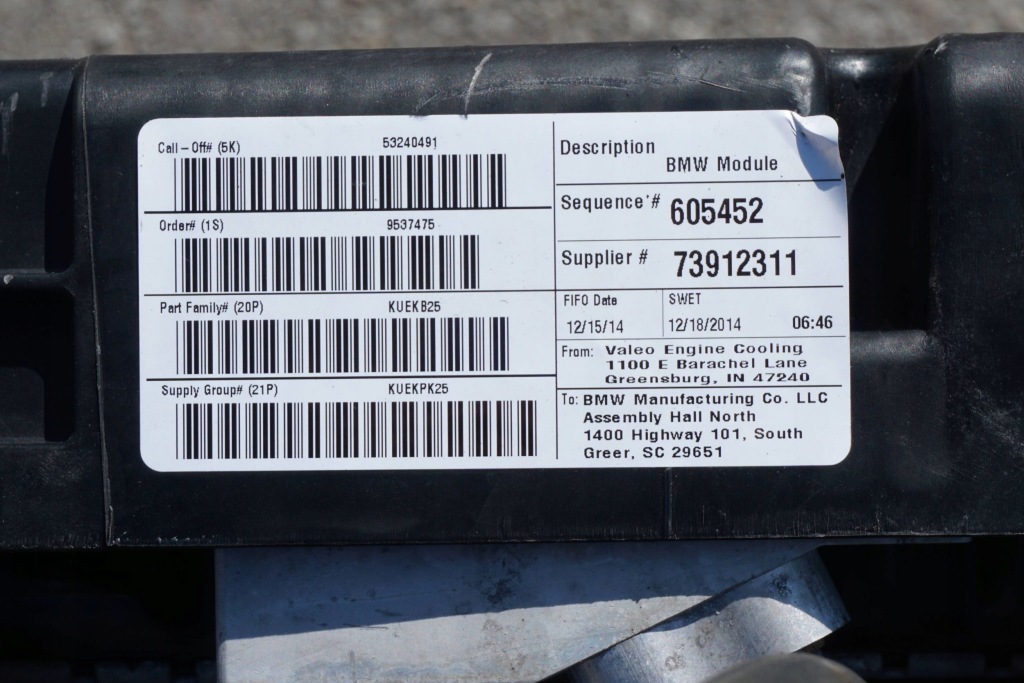 Call-Off# (5K) 53240491
Order# (1S) 9537475
Part Family# (20P) KUEKB25
Supply Group# (21P) KUEKPK25
Description
BMW Module
Sequence'# 605452
Supplier # 73912311
FIFO Date SWET
12/15/14 12/18/2014 06:46
From: Valeo Engine Cooling
1100 E Barachel Lane
Greensburg, IN 47240
To: BMW Manufacturing Co. LLC
Assembly Hall North
1400 Highway 101, South
Greer, SC 29651